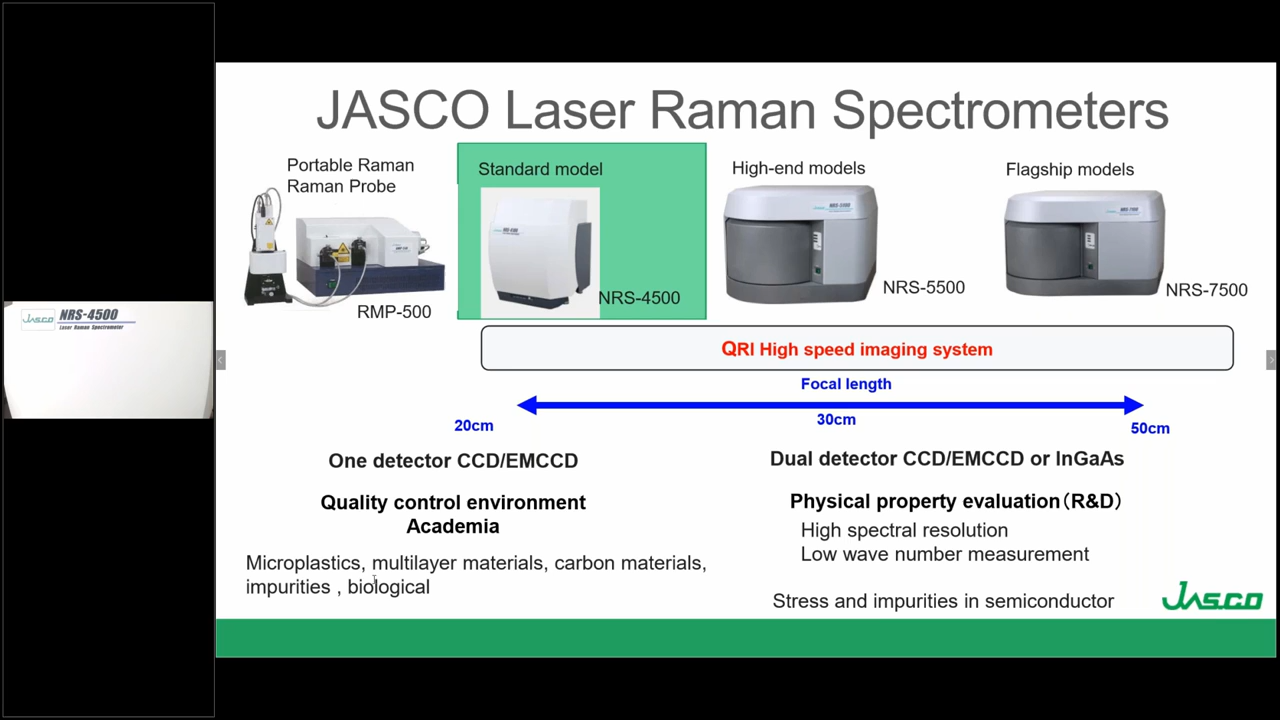 JASCO Laser Raman Spectrometers
Portable Raman
Raman Probe
RMP-500
Standard model
NRS-4500
High-end models
NRS-5500
Flagship models
NRS-7500
QRI High speed imaging system
Focal length
20cm
30cm
50cm
One detector CCD/EMCCD
Quality control environment
Academia
Microplastics, multilayer materials, carbon materials,
impurities , biological
Dual detector CCD/EMCCD or InGaAs
Physical property evaluation（R&D）
High spectral resolution
Low wave number measurement
Stress and impurities in semiconductor
Jasco
Jasco
NRS-4500
Laser Raman Spectrometer